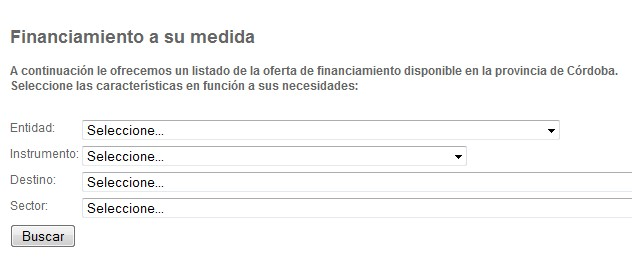 Financiamiento a su medida
A continuación le ofrecemos un listado de la oferta de financiamiento disponible en la provincia de Córdoba.
Seleccione las características en función a sus necesidades:
Entidad: Seleccione...
Instrumento: Seleccione...
Destino: Seleccione...
Sector: Seleccione...
Buscar